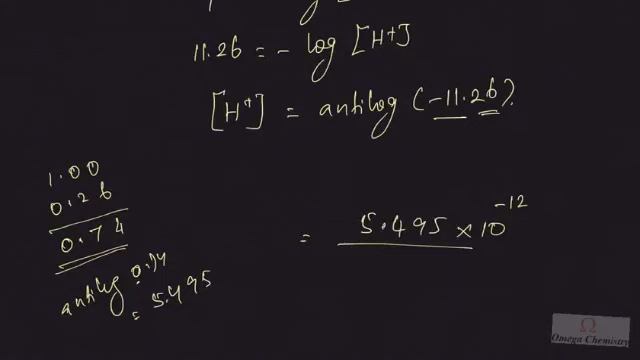 11.26 = - log [H+]
[H+] = antilog (-11.26).
1.00
0.26
0.74
antilog 0.74
= 5.495
= 5.495 × 10⁻¹²
Ω
Omega Chemistry